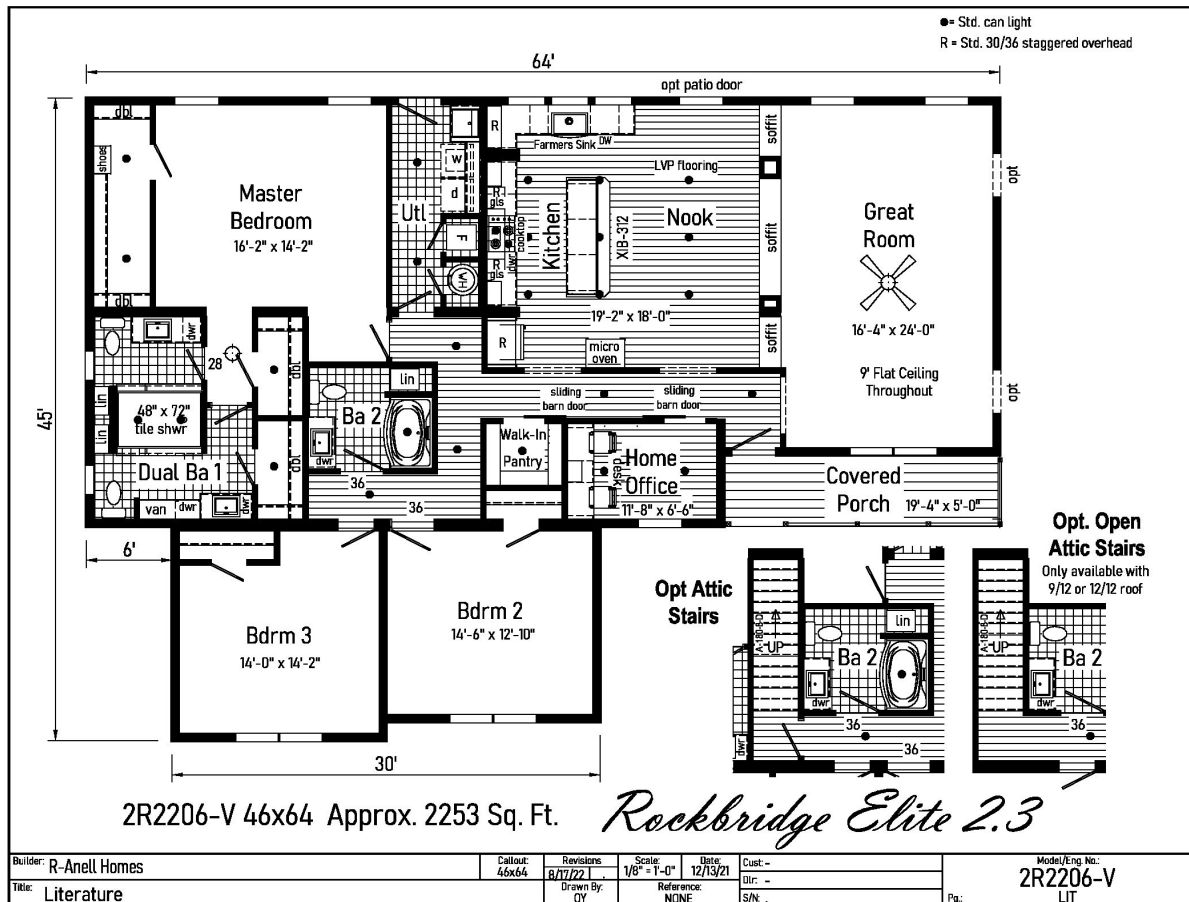 ●= Std. can light
R = Std. 30/36 staggered overhead
64'
opt patio door
45'
dbl
shoes
dbl
Master
Bedroom
16'-2" x 14'-2"
Utl
w
d
F
WH
R
Farmers Sink
DW
LVP flooring
R
gls
cooktop
dwr
R
gls
Kitchen
XIB-312
Nook
19'-2" x 18'-0"
R
micro
oven
soffit
soffit
soffit
Great
Room
16'-4" x 24'-0"
9' Flat Ceiling
Throughout
opt
opt
dwr
28
dbl
lin
lin
48" x 72"
tile shwr
Dual Ba 1
dbl
van
dwr
dwr
lin
Ba 2
dwr
36
36
sliding
barn door
sliding
barn door
Walk-In
Pantry
desk
Home
Office
11'-8" x 6'-6"
Covered
Porch
19'-4" x 5'-0"
6'
Bdrm 3
14'-0" x 14'-2"
Bdrm 2
14'-6" x 12'-10"
30'
Opt Attic
Stairs
A-180-8-D
UP
lin
Ba 2
dwr
36
36
dwr
Opt. Open
Attic Stairs
Only available with
9/12 or 12/12 roof
A-180-8-D
UP
Ba 2
dwr
36
2R2206-V 46x64 Approx. 2253 Sq. Ft.
Rockbridge Elite 2.3
Builder: R-Anell Homes
Title: Literature
Callout:
46x64
Revisions
8/17/22
Scale:
1/8" = 1'-0"
Date:
12/13/21
Drawn By:
OY
Reference:
NONE
Cust:-
Dlr: -
S/N: .
Model/Eng. No.:
2R2206-V
Pg.: LIT